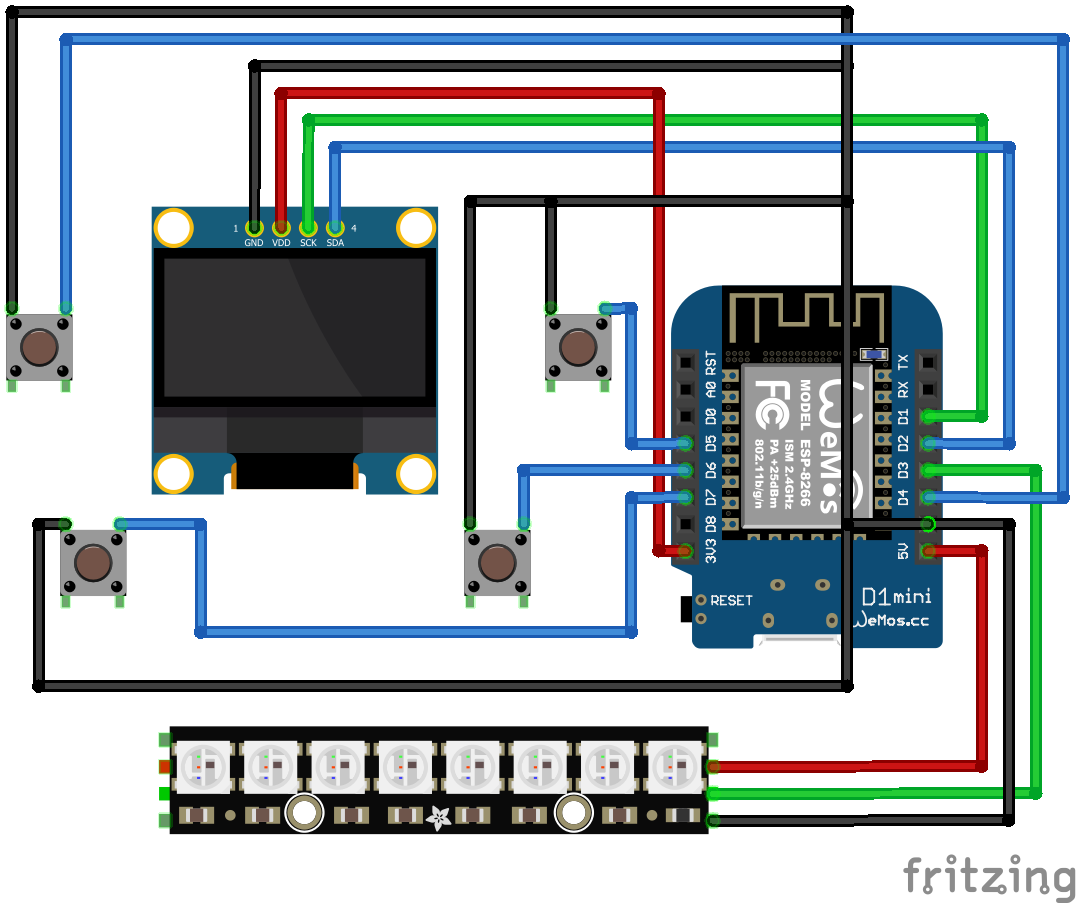 1 GND VDD SCK SDA 4
RST
A0
D0
D5
D6
D7
D8
3V3
TX
RX
D1
D2
D3
D4
5V
WeMos
MODEL ESP-8266
ISM 2.4GHz
PA +25dBm
802.11b/g/n
FC
RESET
D1 mini
WeMos.cc
fritzing